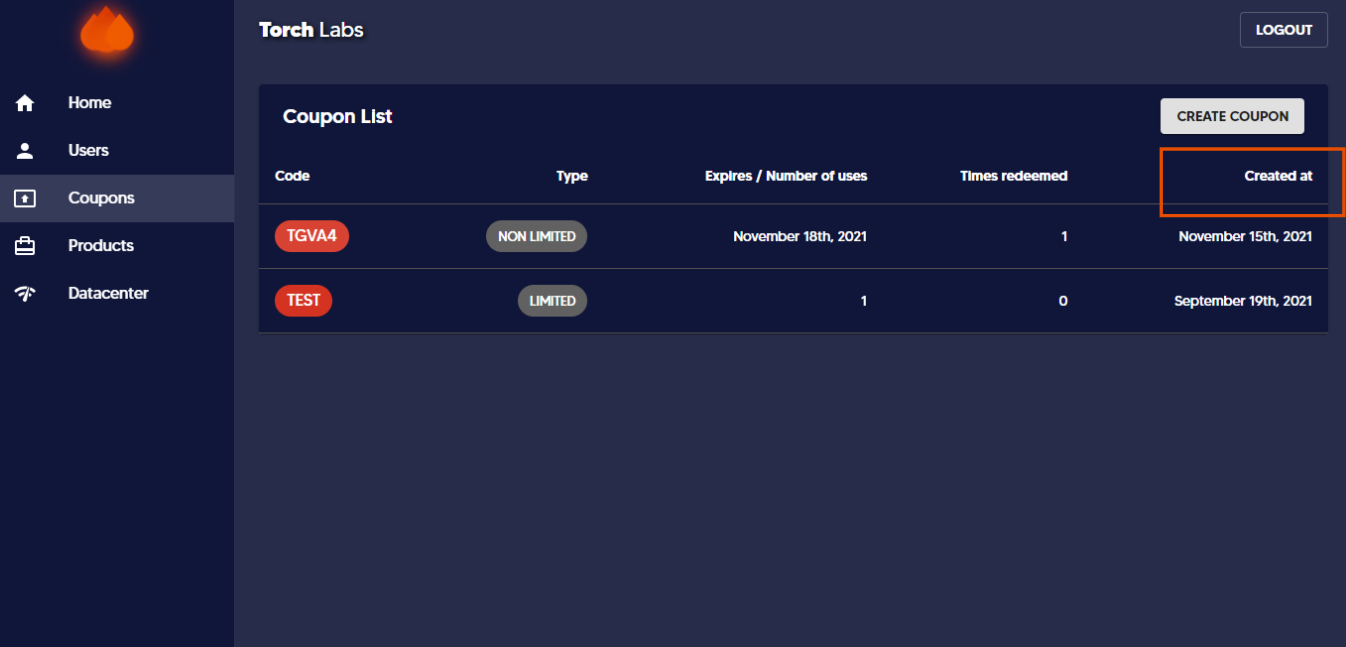 Torch Labs
LOGOUT
Home
Users
Coupons
Products
Datacenter
Coupon List
CREATE COUPON
Code Type Expires / Number of uses Times redeemed Created at
TGVA4 NON LIMITED November 18th, 2021 1 November 15th, 2021
TEST LIMITED 1 0 September 19th, 2021